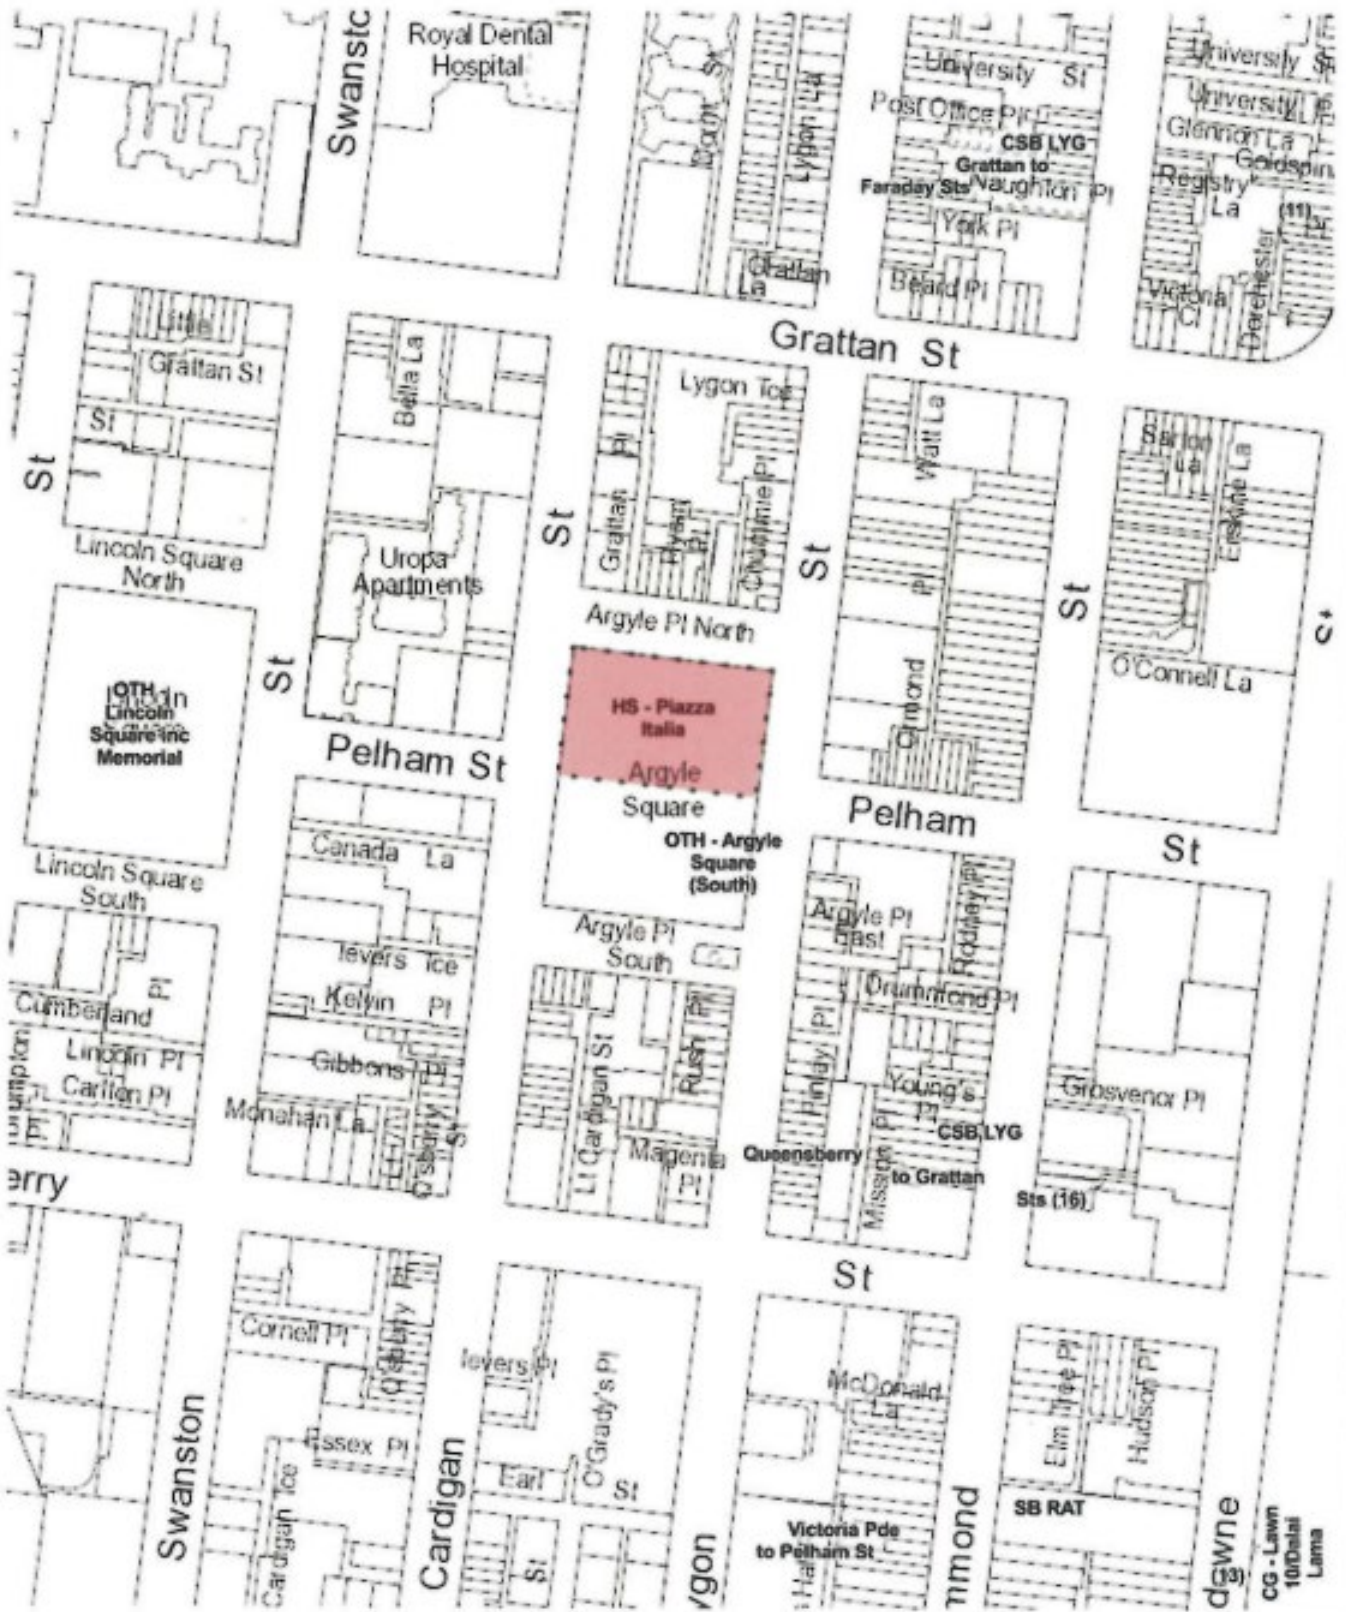 Swanstc
Royal Dental
Hospital
Lygon La
University St
Post Office Pl
CSB LYG
Grattan to
Faraday Sts
Naughton Pl
York Pl
Beard Pl
University St
University
Glennon La
Goldspin
Registry
La
(11)
Victoria
Dorchester
Grattan
La
Grattan St
Little
Grattan St
St
St
Bella La
Lygon Tce
Watt La
Barton
La
Erskine La
Pl
Grattan
St
St
St
St
Lincoln Square
North
Uropa
Apartments
Argyle Pl North
Pl
Ormond
O'Connell La
St
OTH
Lincoln
Lincoln
Square Inc
Memorial
HS - Piazza
Italia
Argyle
Square
Pelham St
Pelham
St
OTH - Argyle
Square
(South)
Canada La
Lincoln Square
South
Argyle Pl
South
Argyle Pl
East
Rodney Pl
Ievers Tce
Kelvin Pl
Drummond Pl
Pl
Cumberland
Lincoln Pl
Carlton Pl
Pl
Gibbons Pl
Monahan La
St
Lt Cardigan St
Rush Pl
Magenta
Pl
Finlay Pl
Young's
Pl
Mission Pl
Grosvenor Pl
CSB LYG
Queensberry
to Grattan
Sts (16)
erry
St
Cornell Pl
Ievers Pl
O'Grady's Pl
McDonald
La
Elm Tree Pl
Hudson Pl
Essex Pl
Earl St
St
Swanston
Cardigan Tce
Cardigan
ygon
Victoria Pde
to Pelham St
mmond
SB RAT
downe
(13)
CG - Lawn
10/Dalai
Lama